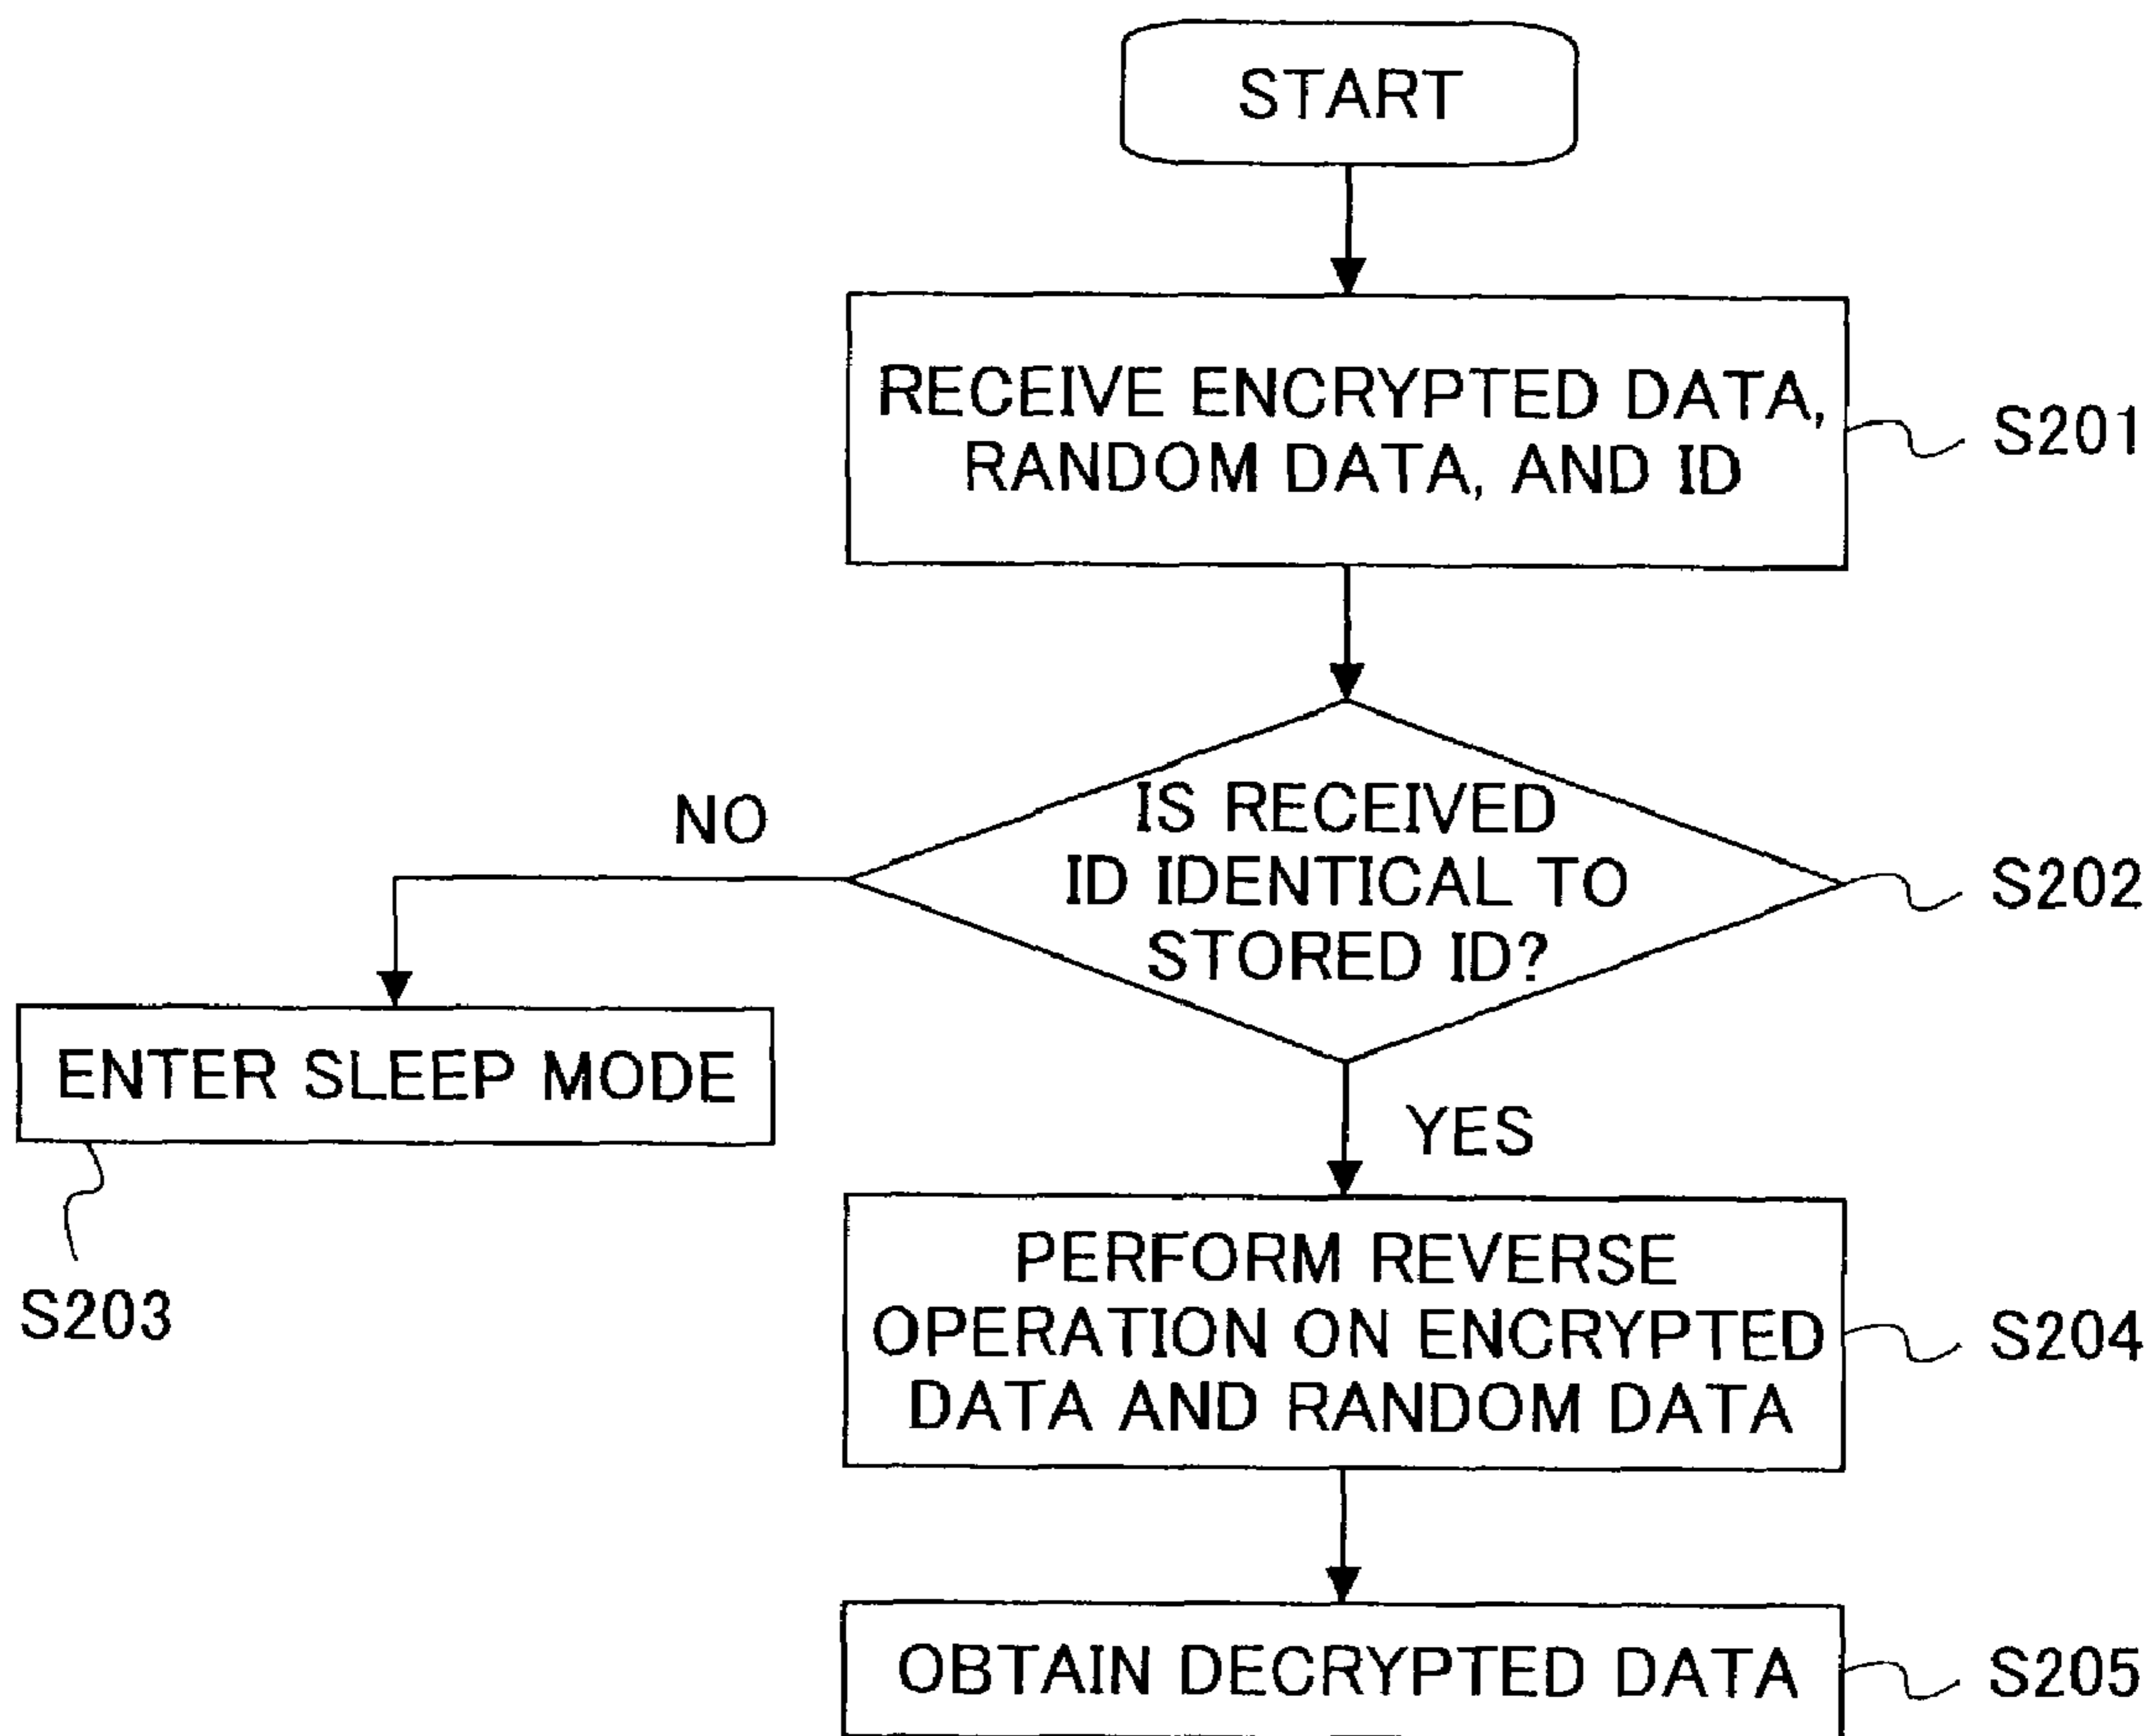 START
RECEIVE ENCRYPTED DATA,
RANDOM DATA, AND ID
S201
IS RECEIVED
ID IDENTICAL TO
STORED ID?
S202
NO
ENTER SLEEP MODE
S203
YES
PERFORM REVERSE
OPERATION ON ENCRYPTED
DATA AND RANDOM DATA
S204
OBTAIN DECRYPTED DATA
S205